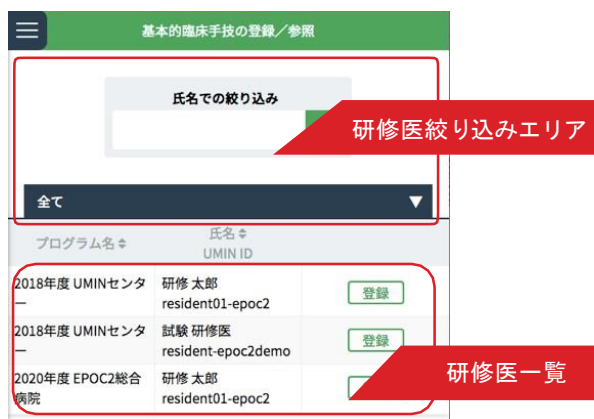 基本的臨床手技の登録／参照
氏名での絞り込み
研修医絞り込みエリア
全て ▼
プログラム名 氏名
UMIN ID
2018年度 UMINセンター
研修 太郎
resident01-epoc2
登録
2018年度 UMINセンター
試験 研修医
resident-epoc2demo
登録
2020年度 EPOC2総合
病院
研修 太郎
resident01-epoc2
研修医一覧